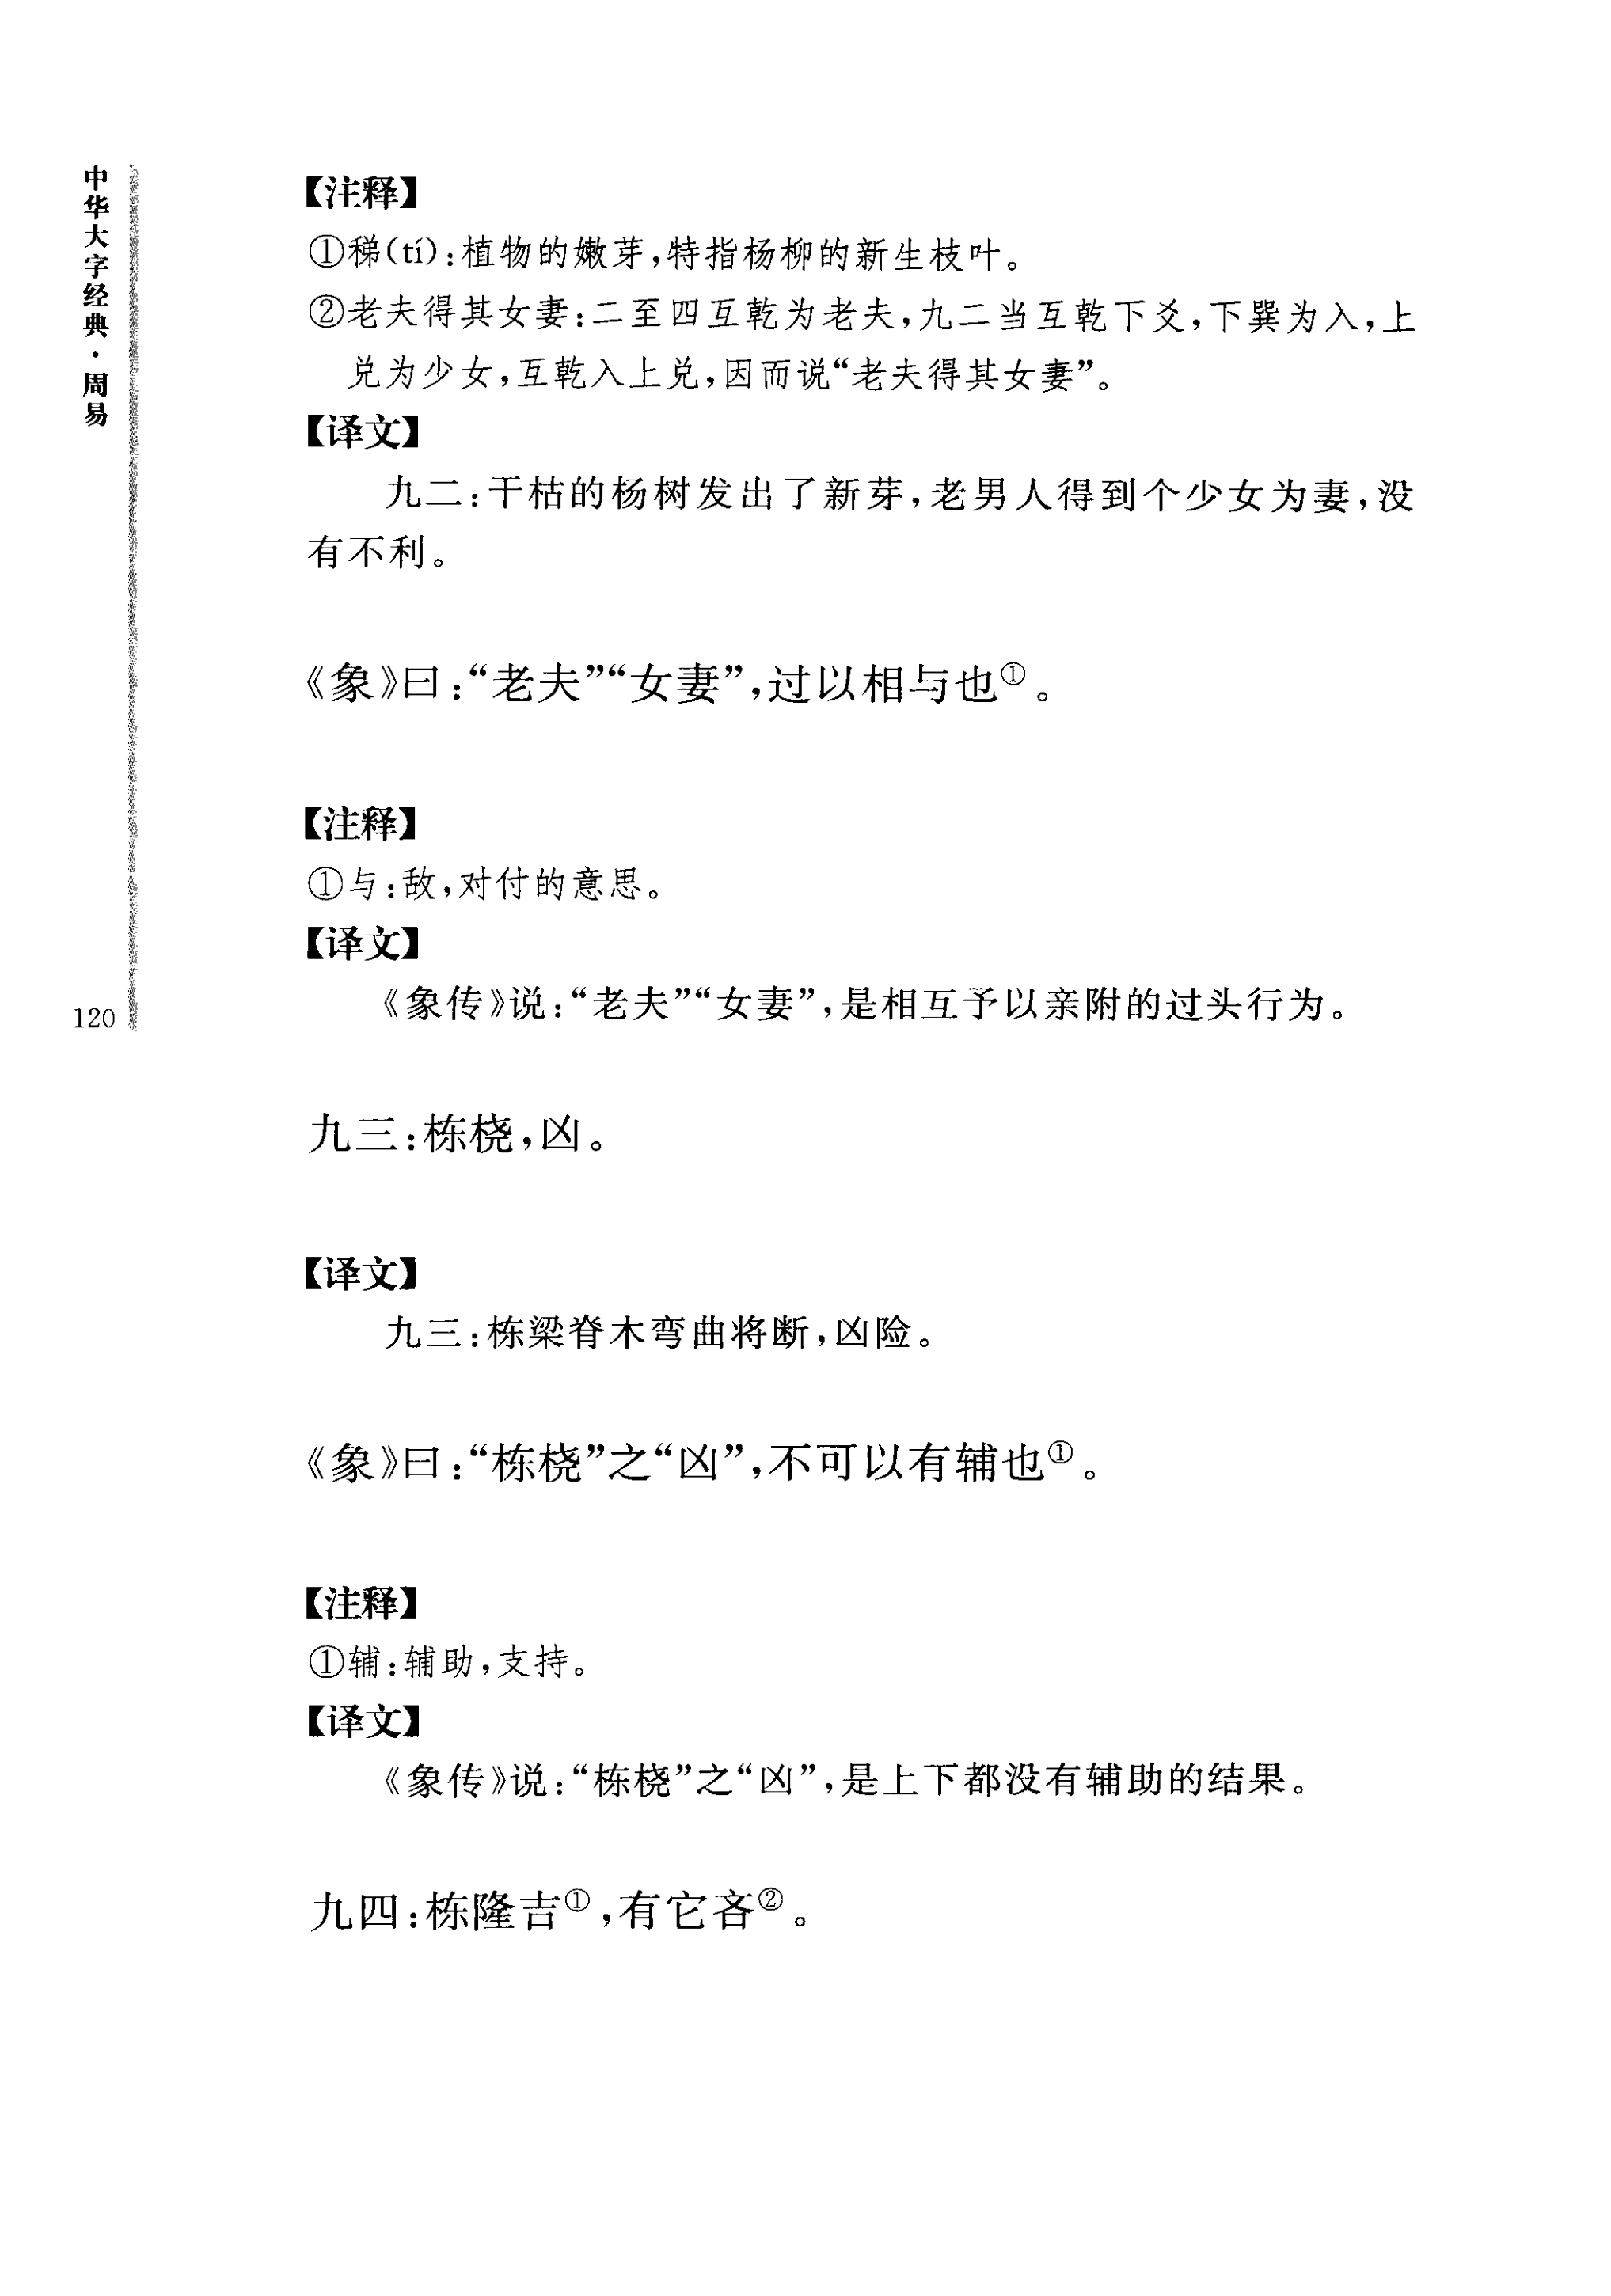 中华大字经典·周易
120
【注释】
①稊(tí):植物的嫩芽,特指杨柳的新生枝叶。
②老夫得其女妻:二至四互乾为老夫,九二当互乾下爻,下巽为入,上
兑为少女,互乾入上兑,因而说“老夫得其女妻”。
【译文】
九二:干枯的杨树发出了新芽,老男人得到个少女为妻,没
有不利。
《象》曰:“老夫”“女妻”,过以相与也①。
【注释】
①与:敌,对付的意思。
【译文】
《象传》说:“老夫”“女妻”,是相互予以亲附的过头行为。
九三:栋桡,凶。
【译文】
九三:栋梁脊木弯曲将断,凶险。
《象》曰:“栋桡”之“凶”,不可以有辅也①。
【注释】
①辅:辅助,支持。
【译文】
《象传》说:“栋桡”之“凶”,是上下都没有辅助的结果。
九四:栋隆吉①,有它吝②。